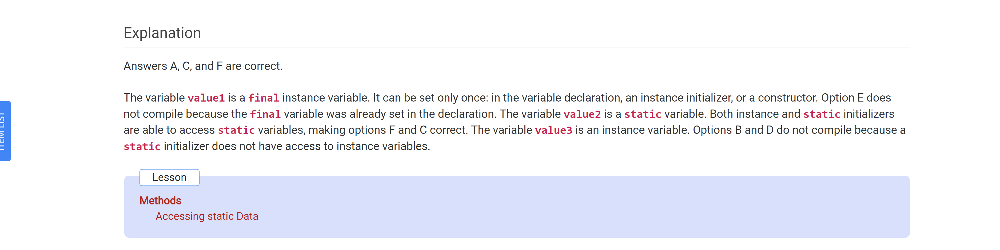 Explanation
Answers A, C, and F are correct.
The variable value1 is a final instance variable. It can be set only once: in the variable declaration, an instance initializer, or a constructor. Option E does
not compile because the final variable was already set in the declaration. The variable value2 is a static variable. Both instance and static initializers
are able to access static variables, making options F and C correct. The variable value3 is an instance variable. Options B and D do not compile because a
static initializer does not have access to instance variables.
ITEM LIST
Lesson
Methods
Accessing static Data